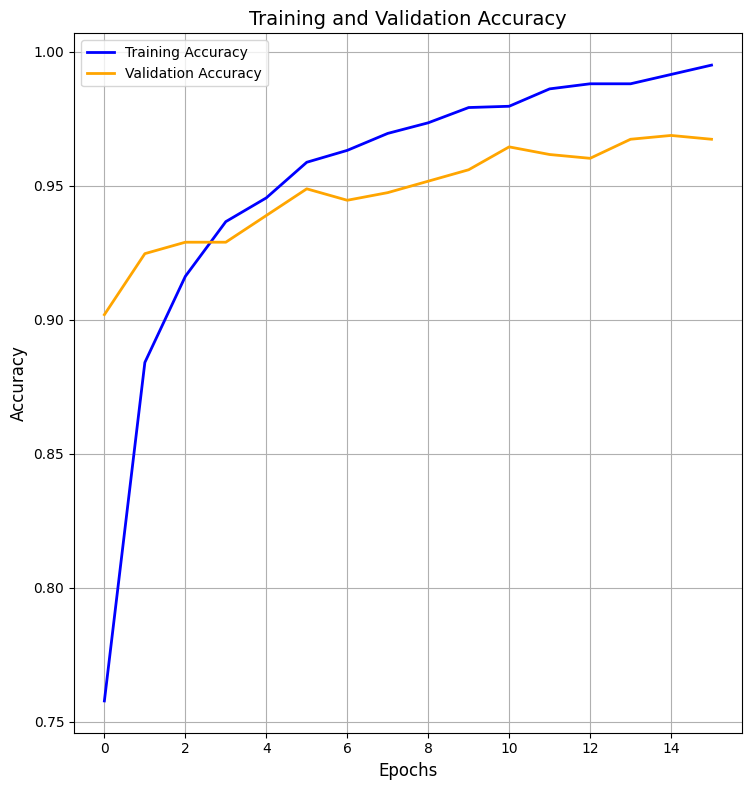 Training and Validation Accuracy
Training Accuracy
Validation Accuracy
1.00
0.95
0.90
0.85
0.80
0.75
Accuracy
0 2 4 6 8 10 12 14
Epochs